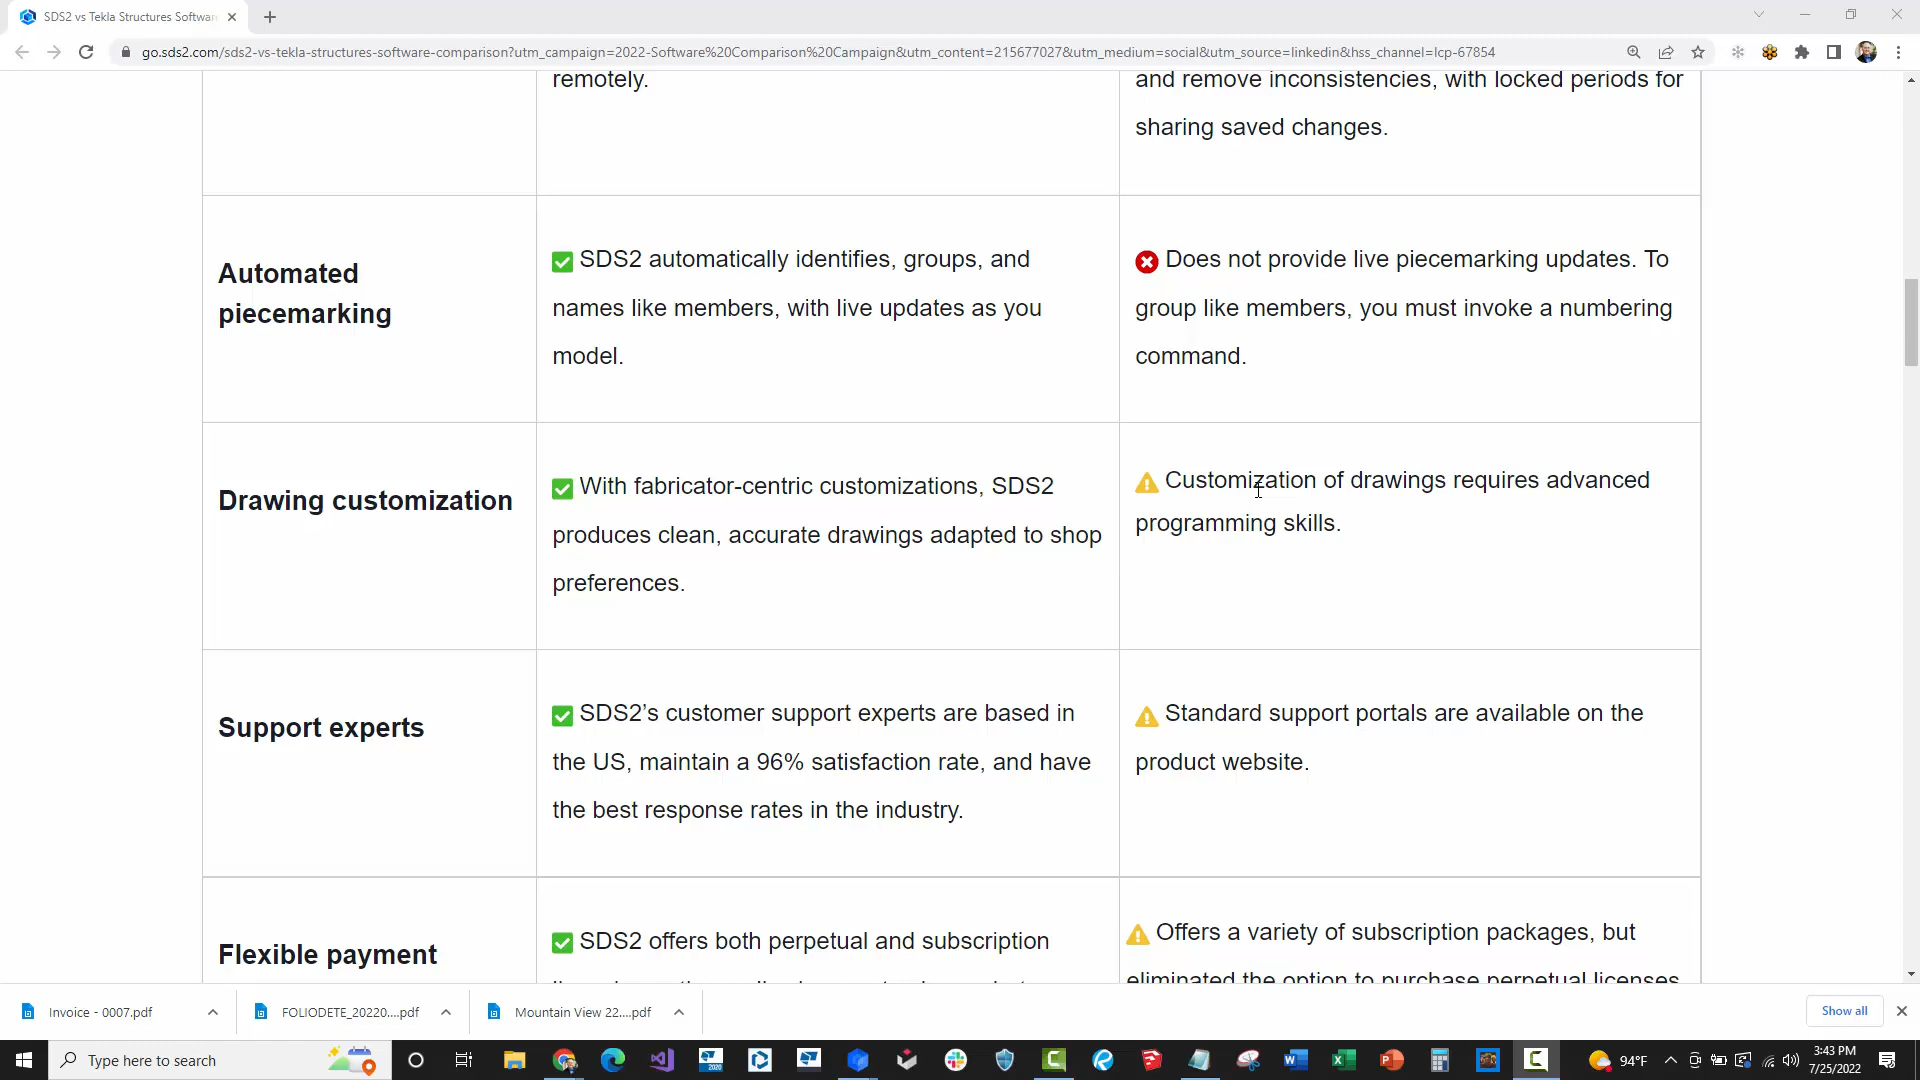 SDS2 vs Tekla Structures Softwar
go.sds2.com/sds2-vs-tekla-structures-software-comparison?utm_campaign=2022-Software%20Comparison%20Campaign&utm_content=215677027&utm_medium=social&utm_source=linkedin&hss_channel=lcp-67854
remotely.
and remove inconsistencies, with locked periods for
sharing saved changes.
Automated
piecemarking
SDS2 automatically identifies, groups, and
names like members, with live updates as you
model.
Does not provide live piecemarking updates. To
group like members, you must invoke a numbering
command.
Drawing customization
With fabricator-centric customizations, SDS2
produces clean, accurate drawings adapted to shop
preferences.
Customization of drawings requires advanced
programming skills.
Support experts
SDS2’s customer support experts are based in
the US, maintain a 96% satisfaction rate, and have
the best response rates in the industry.
Standard support portals are available on the
product website.
Flexible payment
SDS2 offers both perpetual and subscription
Offers a variety of subscription packages, but
eliminated the option to purchase perpetual licenses
Invoice - 0007.pdf
FOLIODETE_20220....pdf
Mountain View 22....pdf
Show all
Type here to search
2020
94°F
3:43 PM
7/25/2022